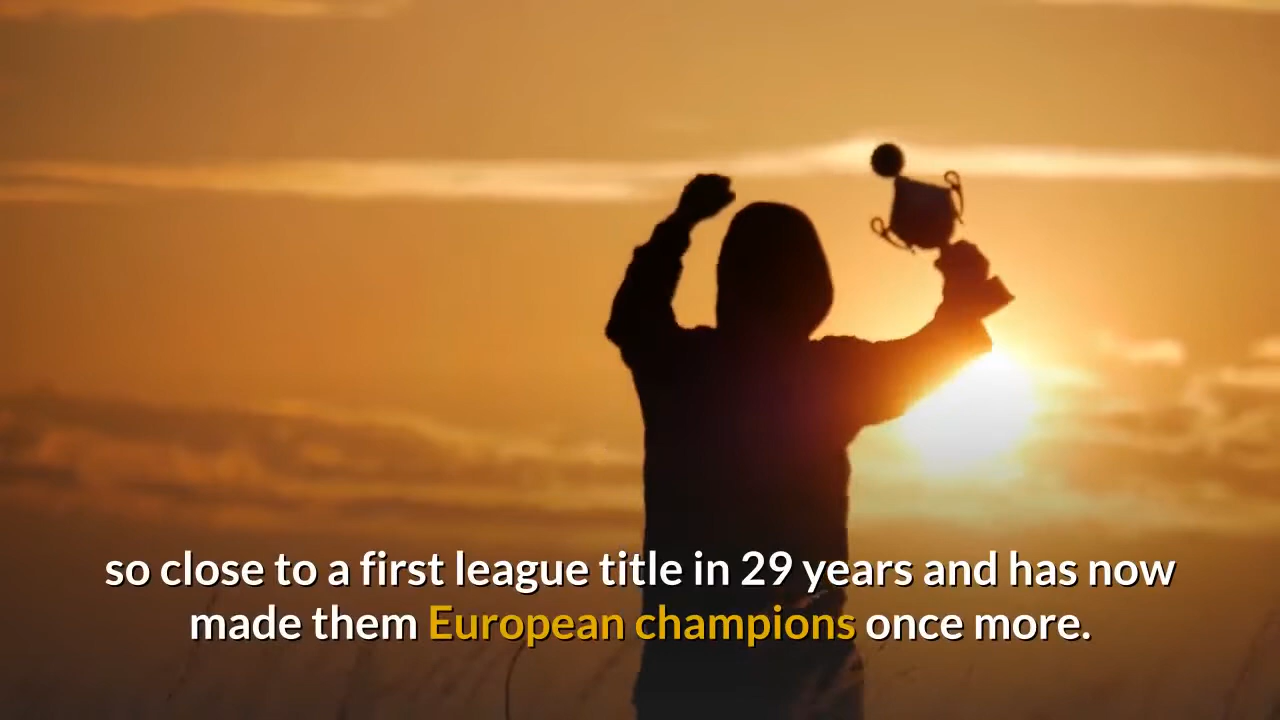 so close to a first league title in 29 years and has now
made them European champions once more.